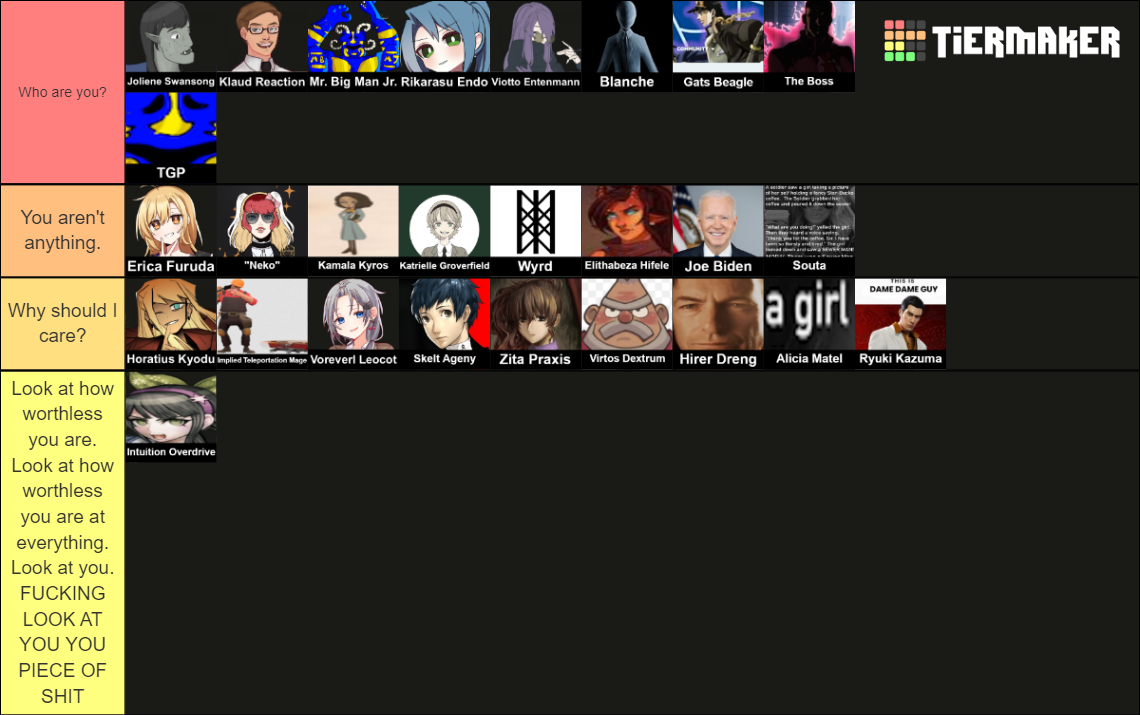 Who are you?
Joliene Swansong
Klaud Reaction
Mr. Big Man Jr.
Rikarasu Endo
Viotto Entenmann
Blanche
COMMUNITY
Gats Beagle
The Boss
TIERMAKER
TGP
You aren't
anything.
Erica Furuda
"Neko"
Kamala Kyros
Katrielle Groverfield
Wyrd
Elithabeza Hifele
Joe Biden
A soldier saw a girl taking a picture
of her self holding a fancy Star Bucks
coffee. The Soldier grabbed her
coffee and poured it down the sewer.
"What are you doing!" yelled the girl.
Then they heard a voice saying,
Souta
Why should I
care?
Horatius Kyodu
Implied Teleportation Mage
Voreverl Leocot
Skelt Ageny
Zita Praxis
Virtos Dextrum
Hirer Dreng
a girl
Alicia Matel
THIS IS
DAME DAME GUY
Ryuki Kazuma
Look at how
worthless
you are.
Look at how
worthless
you are at
everything.
Look at you.
FUCKING
LOOK AT
YOU YOU
PIECE OF
SHIT
Intuition Overdrive